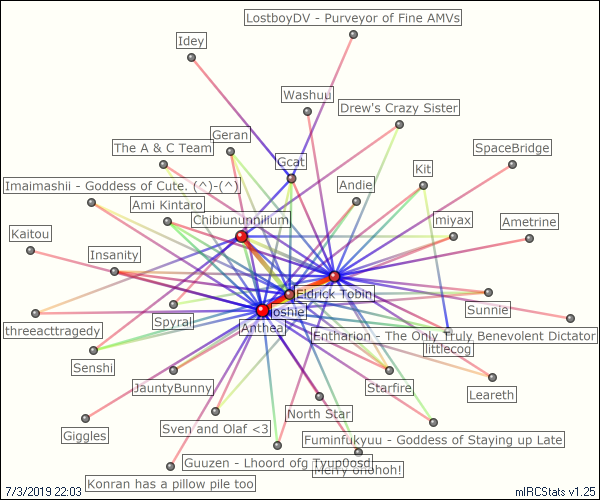 LostboyDV - Purveyor of Fine AMVs
Idey
Washuu
Drew's Crazy Sister
Geran
The A & C Team
SpaceBridge
Gcat
Kit
Imaimashii - Goddess of Cute. (^)-(^)
Andie
Ami Kintaro
Chibiununnillum
miyax
Ametrine
Kaitou
Insanity
Eldrick Tobin
Ioshie
Sunnie
Spyral
threeacttragedy
Anthea
Entharion - The Only Truly Benevolent Dictator
littlecog
Senshi
JauntyBunny
Starfire
Leareth
North Star
Giggles
Sven and Olaf <3
Fuminfukyuu - Goddess of Staying up Late
Guuzen - Lhoord ofg Tyup0osd
Merry ohohoh!
Konran has a pillow pile too
7/3/2019 22:03
mIRCStats v1.25